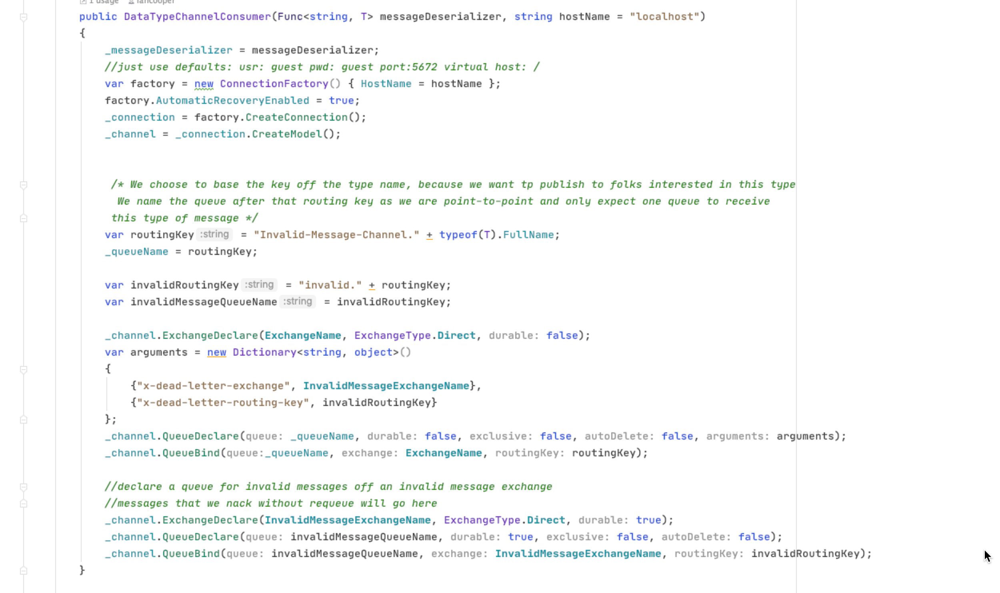 1 usage iancooper
public DataTypeChannelConsumer(Func<string, T> messageDeserializer, string hostName = "localhost")
{
_messageDeserializer = messageDeserializer;
//just use defaults: usr: guest pwd: guest port:5672 virtual host: /
var factory = new ConnectionFactory() { HostName = hostName };
factory.AutomaticRecoveryEnabled = true;
_connection = factory.CreateConnection();
_channel = _connection.CreateModel();
/* We choose to base the key off the type name, because we want tp publish to folks interested in this type
We name the queue after that routing key as we are point-to-point and only expect one queue to receive
this type of message */
var routingKey :string = "Invalid-Message-Channel." + typeof(T).FullName;
_queueName = routingKey;
var invalidRoutingKey :string = "invalid." + routingKey;
var invalidMessageQueueName :string = invalidRoutingKey;
_channel.ExchangeDeclare(ExchangeName, ExchangeType.Direct, durable: false);
var arguments = new Dictionary<string, object>()
{
{"x-dead-letter-exchange", InvalidMessageExchangeName},
{"x-dead-letter-routing-key", invalidRoutingKey}
};
_channel.QueueDeclare(queue: _queueName, durable: false, exclusive: false, autoDelete: false, arguments: arguments);
_channel.QueueBind(queue:_queueName, exchange: ExchangeName, routingKey: routingKey);
//declare a queue for invalid messages off an invalid message exchange
//messages that we nack without requeue will go here
_channel.ExchangeDeclare(InvalidMessageExchangeName, ExchangeType.Direct, durable: true);
_channel.QueueDeclare(queue: invalidMessageQueueName, durable: true, exclusive: false, autoDelete: false);
_channel.QueueBind(queue: invalidMessageQueueName, exchange: InvalidMessageExchangeName, routingKey: invalidRoutingKey);
}